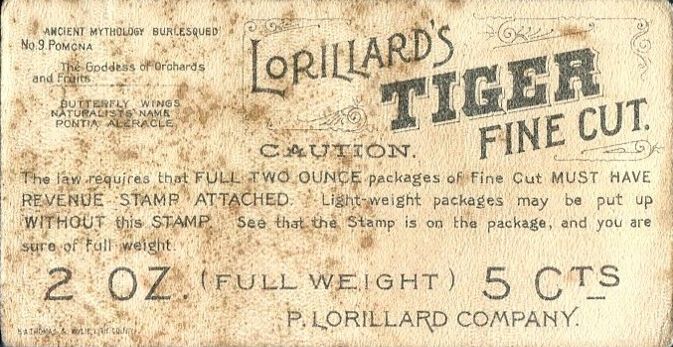 ANCIENT MYTHOLOGY BURLESQUED
No. 9. POMONA
The Goddess of Orchards
and Fruits
BUTTERFLY WINGS
NATURALISTS' NAME
PONTIA ALERACLE
LORILLARD'S
TIGER
FINE CUT.
CAUTION.
The law requires that FULL TWO OUNCE packages of Fine Cut MUST HAVE
REVENUE STAMP ATTACHED. Light-weight packages may be put up
WITHOUT this STAMP. See that the Stamp is on the package, and you are
sure of full weight.
2 OZ. (FULL WEIGHT) 5 CTS
P. LORILLARD COMPANY.